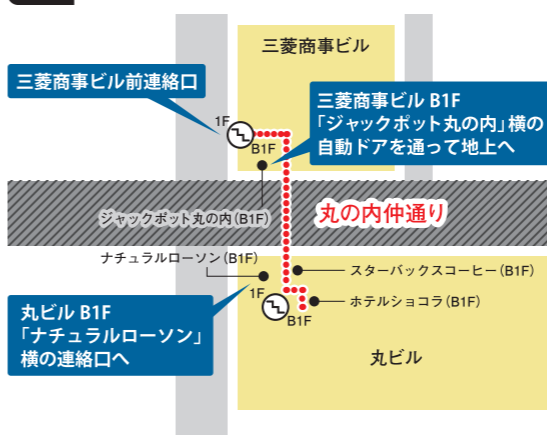 三菱商事ビル
三菱商事ビル前連絡口
三菱商事ビル B1F
「ジャックポット丸の内」横の
自動ドアを通って地上へ
1F
B1F
ジャックポット丸の内(B1F)
丸の内仲通り
ナチュラルローソン(B1F)
スターバックスコーヒー(B1F)
1F
ホテルショコラ(B1F)
B1F
丸ビル B1F
「ナチュラルローソン」
横の連絡口へ
丸ビル